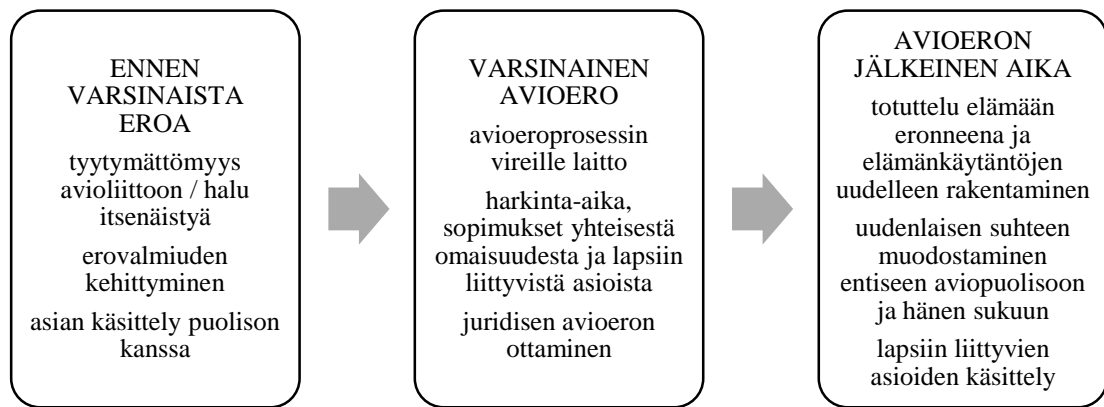 ENNEN
VARSINAISTA
EROA
tyytymättömyys
avioliittoon / halu
itsenäistyä
erovalmiuden
kehittyminen
asian käsittely puolison
kanssa
VARSINAINEN
AVIOERO
avioeroprosessin
vireille laitto
harkinta-aika,
sopimukset yhteisestä
omaisuudesta ja lapsiin
liittyvistä asioista
juridisen avioeron
ottaminen
AVIOERON
JÄLKEINEN AIKA
totuttelu elämään
eronneena ja
elämänkäytäntöjen
uudelleen rakentaminen
uudenlaisen suhteen
muodostaminen
entiseen aviopuolisoon
ja hänen sukuun
lapsiin liittyvien
asioiden käsittely